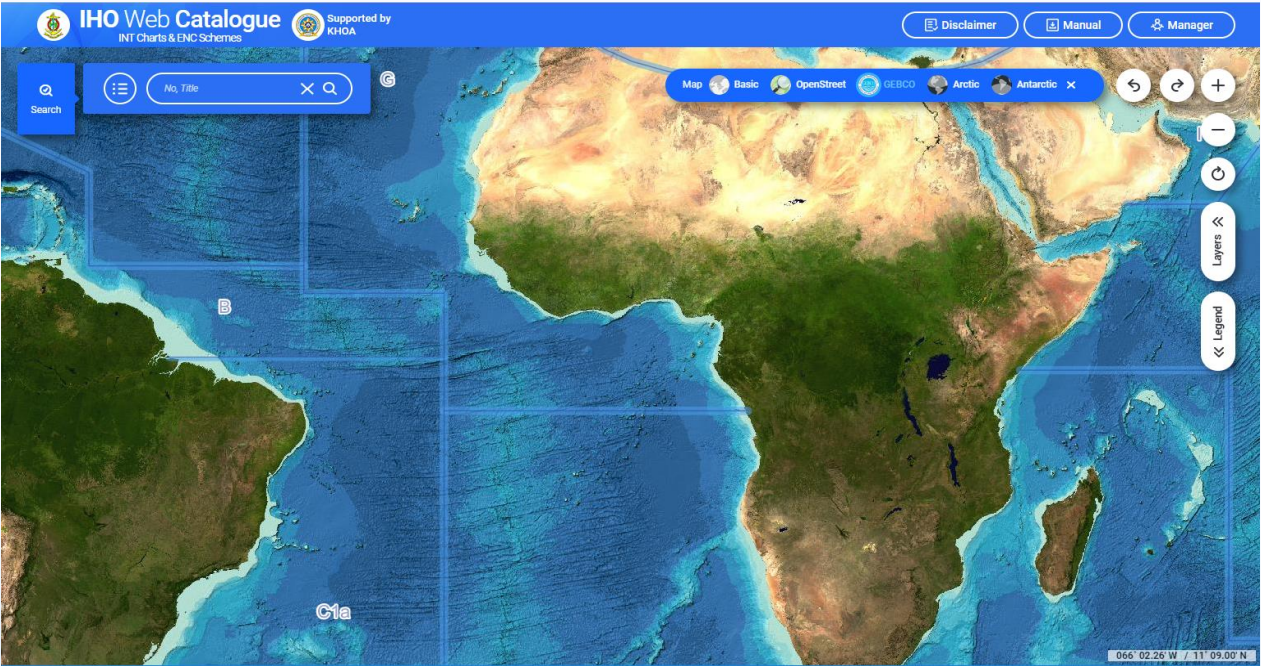 IHO Web Catalogue
INT Charts & ENC Schemes
Supported by
KHOA
Disclaimer
Manual
Manager
Search
No, Title
G
Map
Basic
OpenStreet
GEBCO
Arctic
Antarctic
I
Layers
B
Legend
C1a
066° 02.26' W / 11° 09.00' N